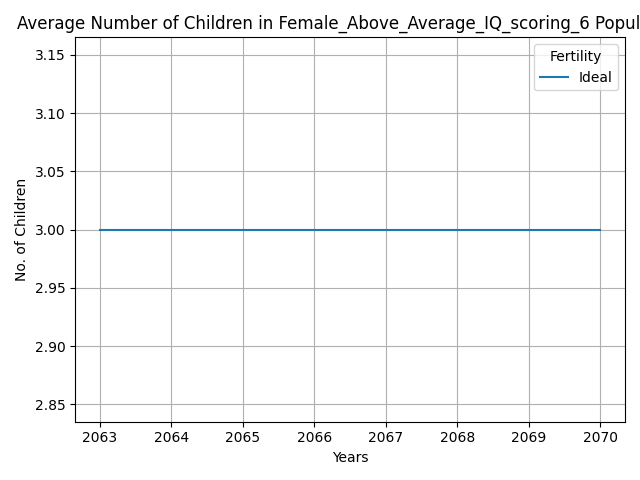 Average Number of Children in Female_Above_Average_IQ_scoring_6 Popul
3.15
3.10
3.05
3.00
2.95
2.90
2.85
No. of Children
Fertility
Ideal
2063 2064 2065 2066 2067 2068 2069 2070
Years